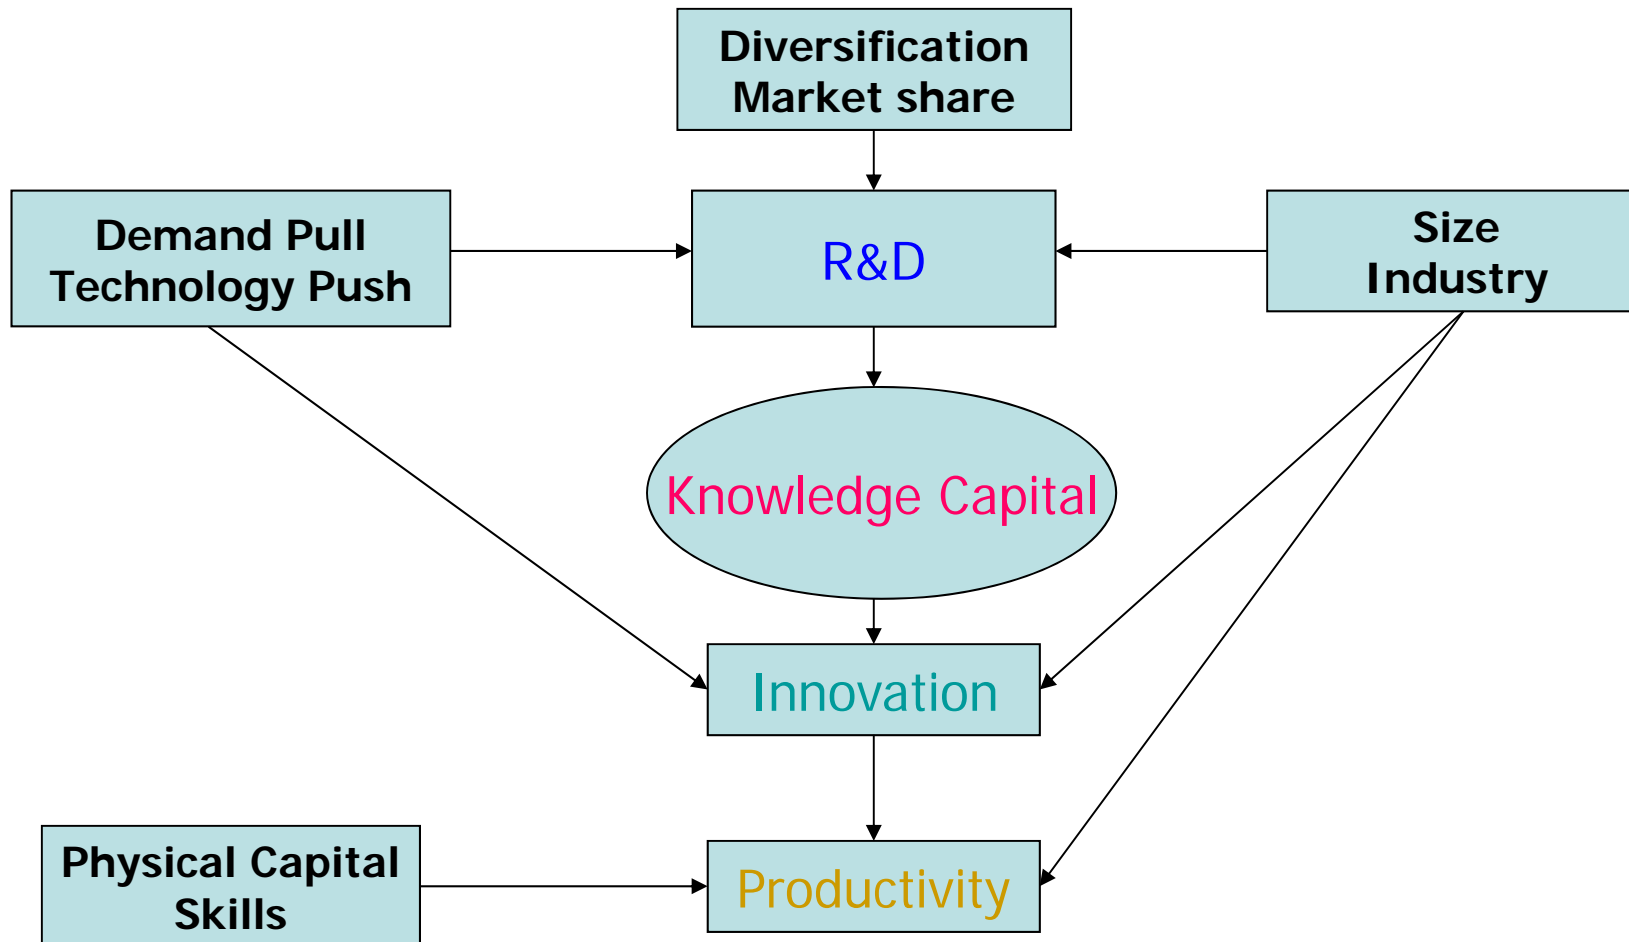 Diversification
Market share
Demand Pull
Technology Push
R&D
Size
Industry
Knowledge Capital
Innovation
Physical Capital
Skills
Productivity